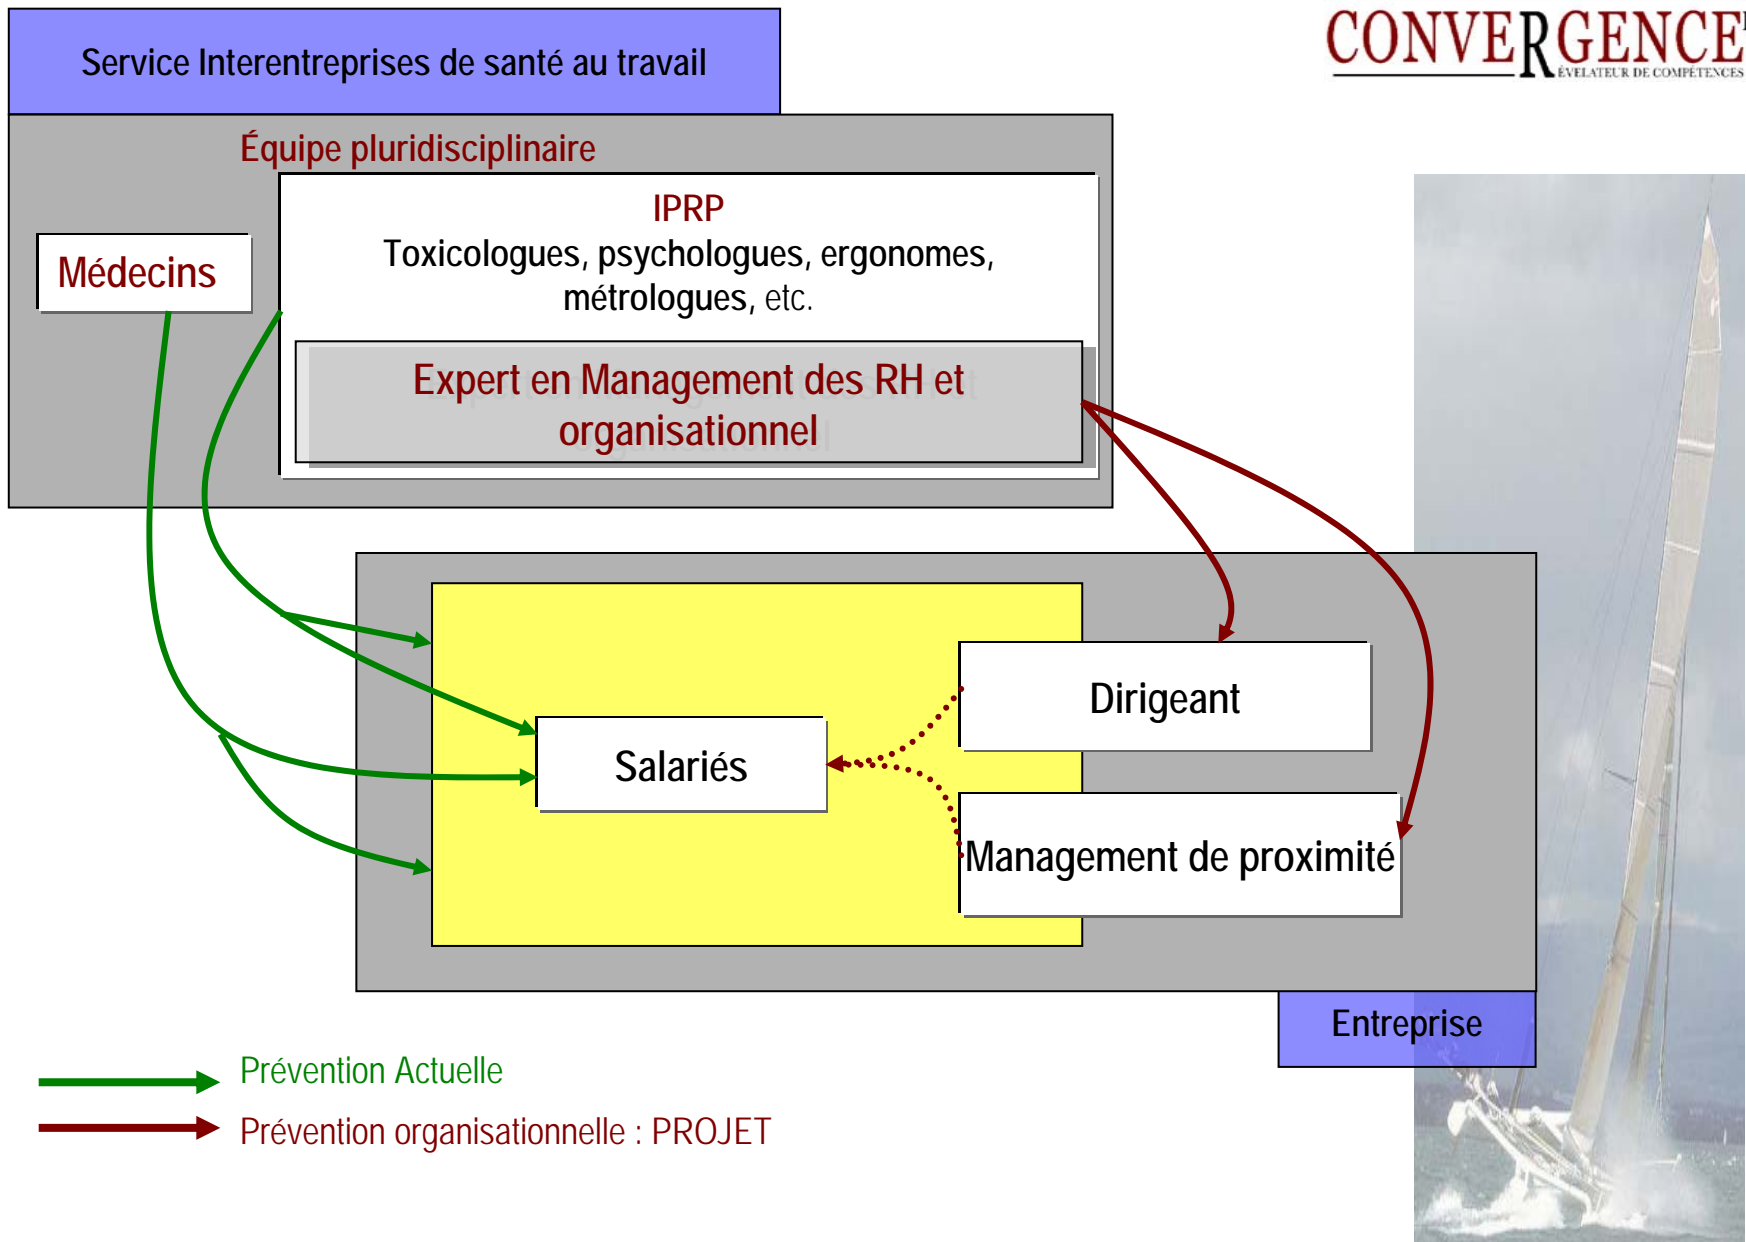 CONVERGENCE
ÉVELATEUR DE COMPÉTENCES
Service Interentreprises de santé au travail
Équipe pluridisciplinaire
Médecins
IPRP
Toxicologues, psychologues, ergonomes,
métrologues, etc.
Expert en Management des RH et
organisationnel
Dirigeant
Salariés
Management de proximité
Entreprise
Prévention Actuelle
Prévention organisationnelle : PROJET